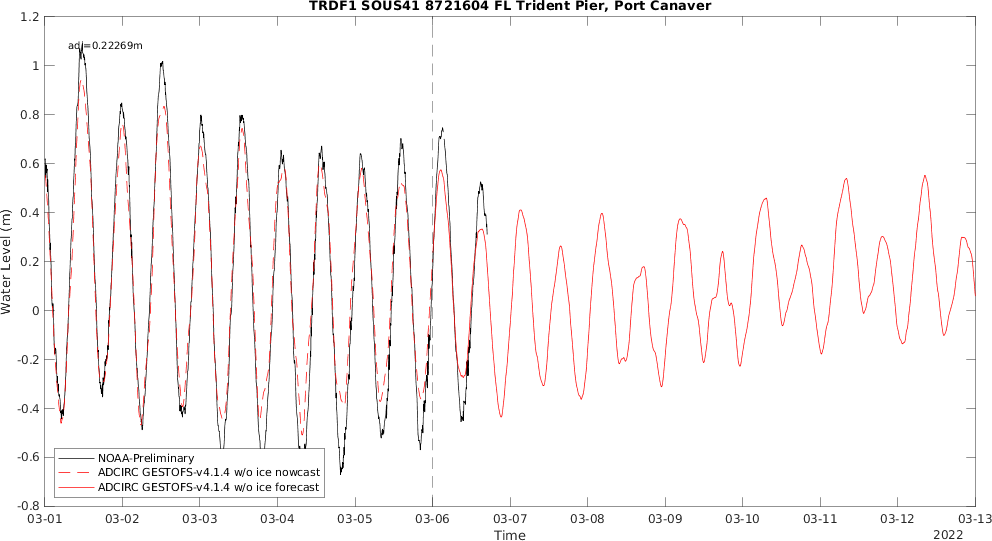 TRDF1 SOUS41 8721604 FL Trident Pier, Port Canaver
adj=0.22269m
1.2
1
0.8
0.6
0.4
0.2
0
-0.2
-0.4
-0.6
-0.8
Water Level (m)
NOAA-Preliminary
ADCIRC GESTOFS-v4.1.4 w/o ice nowcast
ADCIRC GESTOFS-v4.1.4 w/o ice forecast
03-01 03-02 03-03 03-04 03-05 03-06 03-07 03-08 03-09 03-10 03-11 03-12 03-13
Time
2022